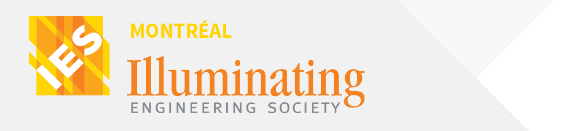 IES
MONTRÉAL
Illuminating
ENGINEERING SOCIETY